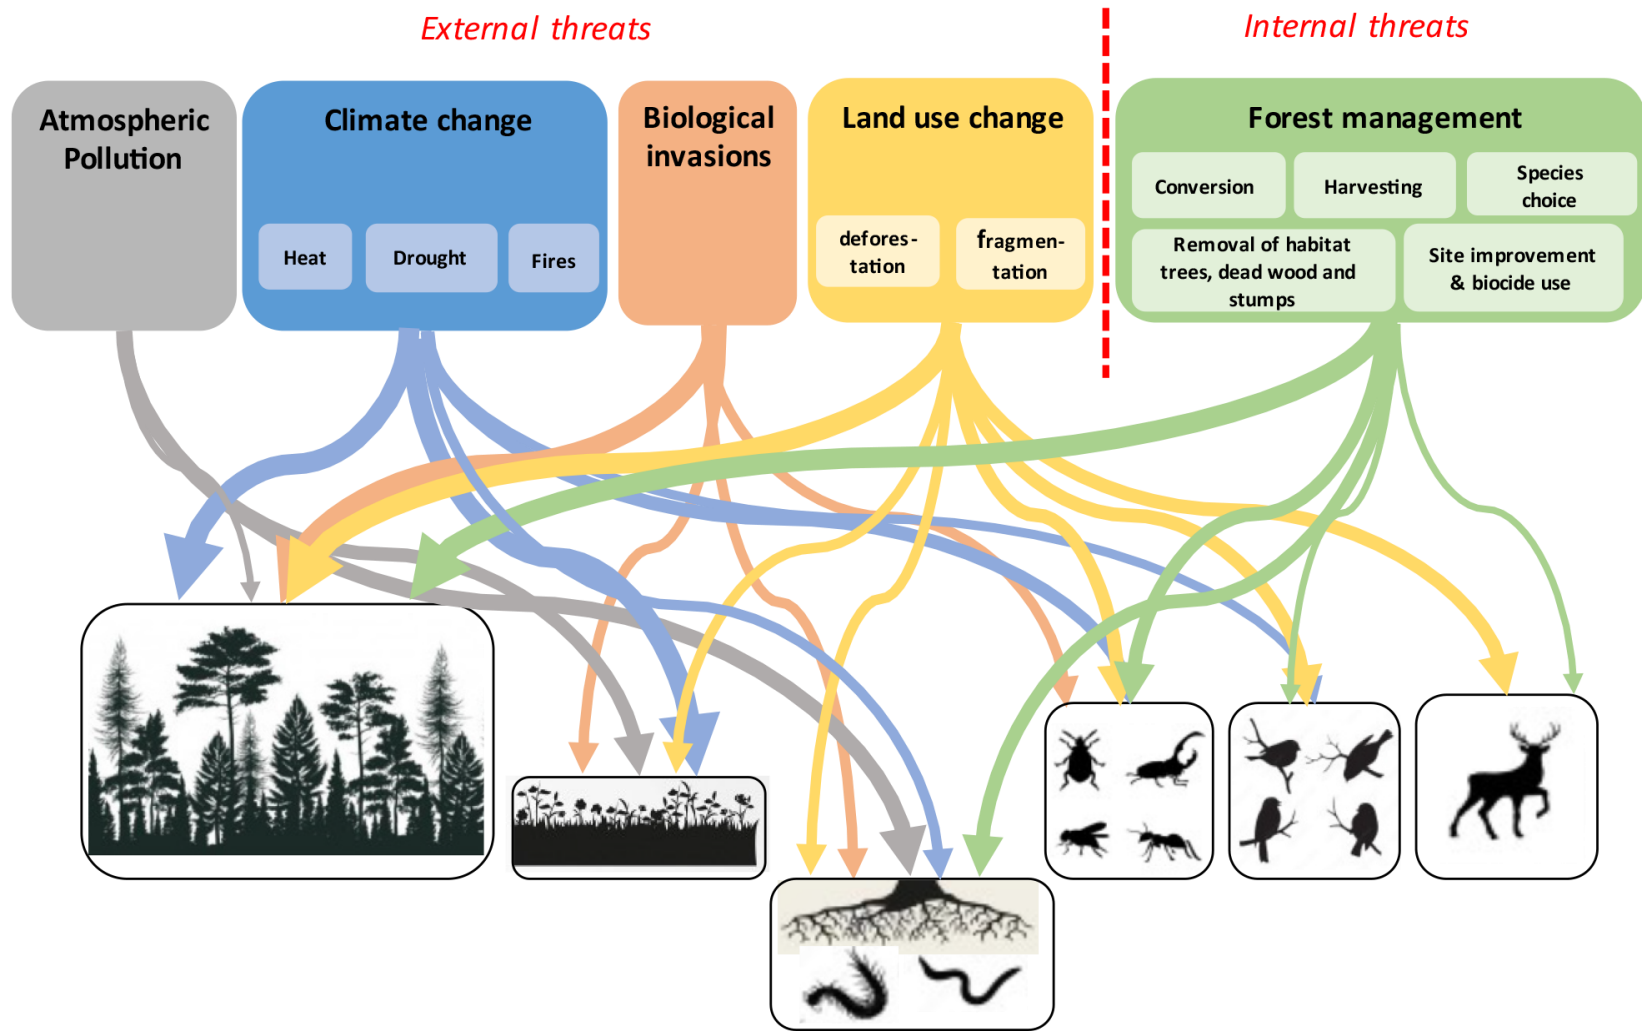 External threats
Internal threats
Atmospheric
Pollution
Climate change
Heat
Drought
Fires
Biological
invasions
Land use change
defores-
tation
fragmen-
tation
Forest management
Conversion
Harvesting
Species
choice
Removal of habitat
trees, dead wood and
stumps
Site improvement
& biocide use